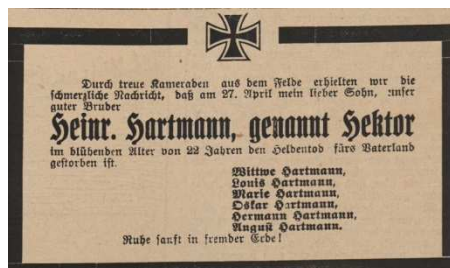 Durch treue Kameraden aus dem Felde erhielten wir die
schmerzliche Nachricht, daß am 27. April mein lieber Sohn, unser
guter Bruder
Heinr. Hartmann, genannt Hektor
im blühenden Alter von 22 Jahren den Heldentod fürs Vaterland
gestorben ist.
Wittwe Hartmann,
Louis Hartmann,
Marie Hartmann,
Oskar Hartmann,
Hermann Hartmann,
August Hartmann.
Ruhe sanft in fremder Erde!